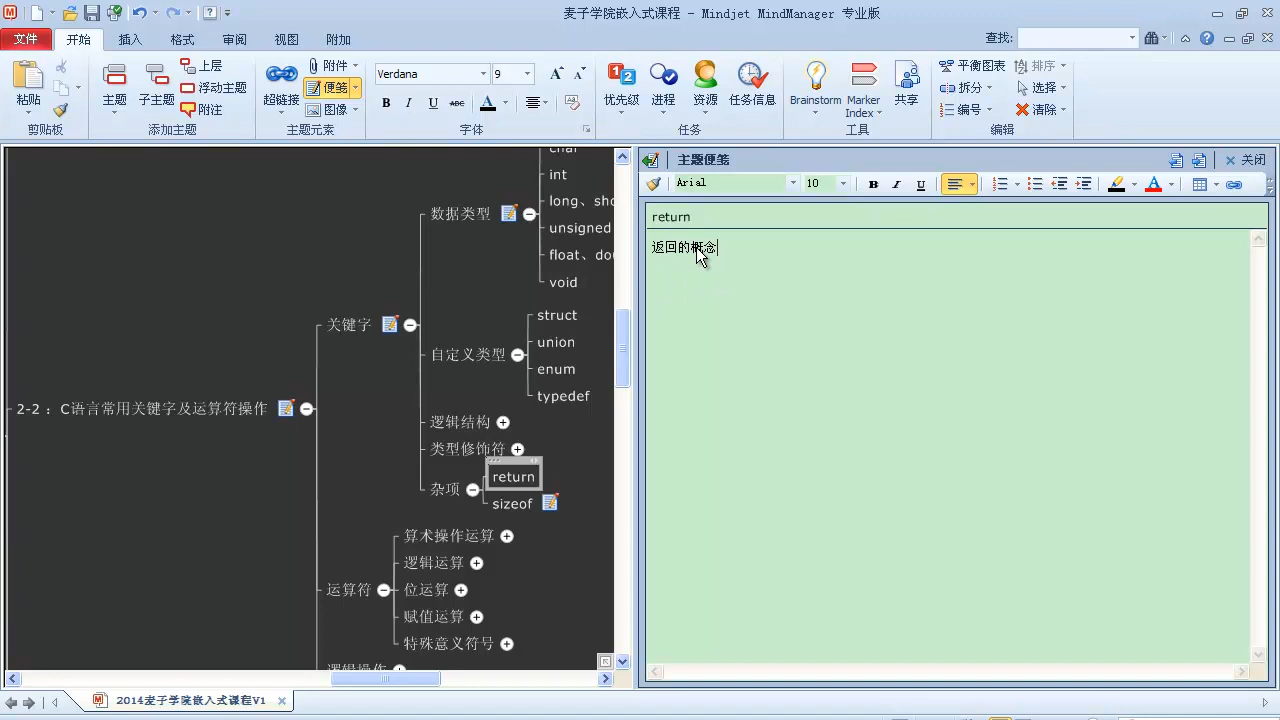 麦子学院嵌入式课程 - Mindjet MindManager 专业版
文件 开始 插入 格式 审阅 视图 附加 查找:
粘贴 主题 子主题 上层 浮动主题 附注 超链接 附件 便笺 图像
Verdana 9
B I U ABC A
优先级 进程 资源 任务信息 Brainstorm Marker Index 共享
平衡图表 排序
拆分 选择
编号 清除
剪贴板 添加主题 主题元素 字体 任务 工具 编辑
主题便笺 关闭
Arial 10 B I U A
return
返回的概念
char
int
long、sho
数据类型
unsigned
float、dou
void
关键字
struct
union
自定义类型
enum
typedef
2-2 : C语言常用关键字及运算符操作
逻辑结构
类型修饰符
return
杂项
sizeof
算术操作运算
逻辑运算
运算符
位运算
赋值运算
特殊意义符号
逻辑操作
2014麦子学院嵌入式课程V1